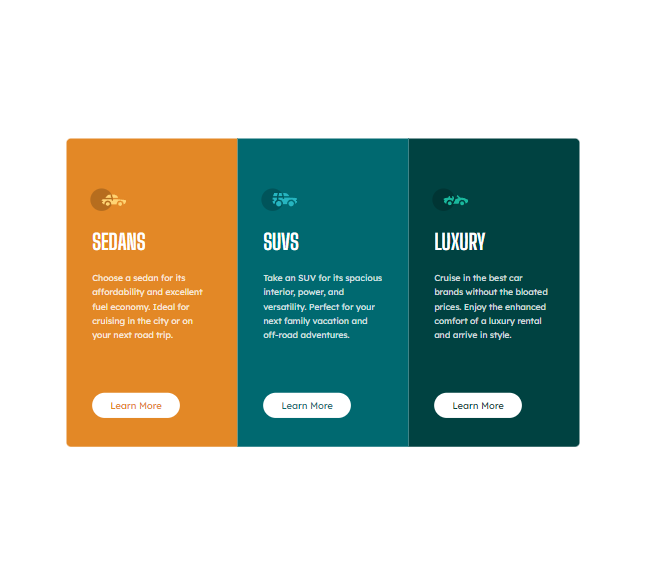 SEDANS
Choose a sedan for its
affordability and excellent
fuel economy. Ideal for
cruising in the city or on
your next road trip.
Learn More
SUVS
Take an SUV for its spacious
interior, power, and
versatility. Perfect for your
next family vacation and
off-road adventures.
Learn More
LUXURY
Cruise in the best car
brands without the bloated
prices. Enjoy the enhanced
comfort of a luxury rental
and arrive in style.
Learn More